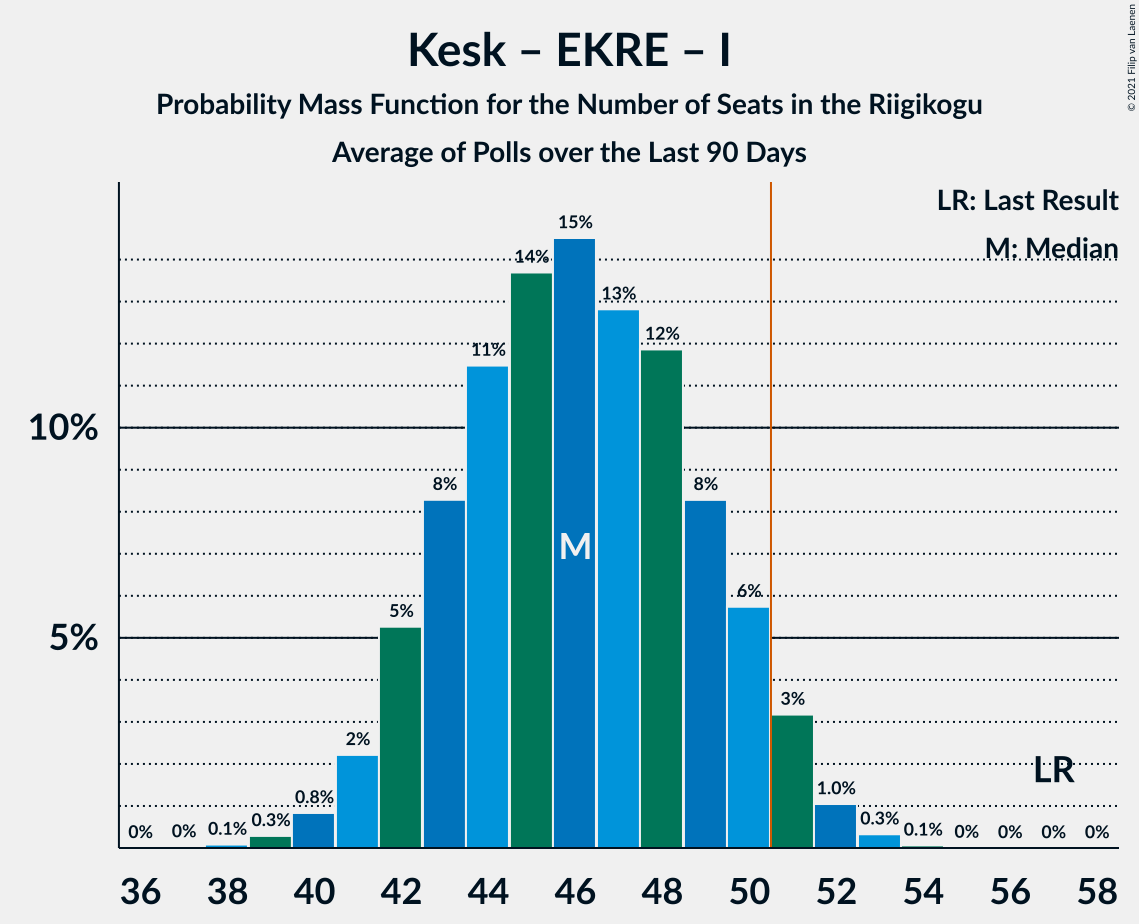 Kesk – EKRE – I
Probability Mass Function for the Number of Seats in the Riigikogu
Average of Polls over the Last 90 Days
© 2021 Filip van Laenen
LR: Last Result
M: Median
15%
14%
13%
12%
11%
10%
8%
8%
M
6%
5%
5%
3%
2%
LR
1.0%
0.8%
0.3%
0.3%
0% 0% 0.1% 0.1% 0% 0% 0% 0%
36 38 40 42 44 46 48 50 52 54 56 58